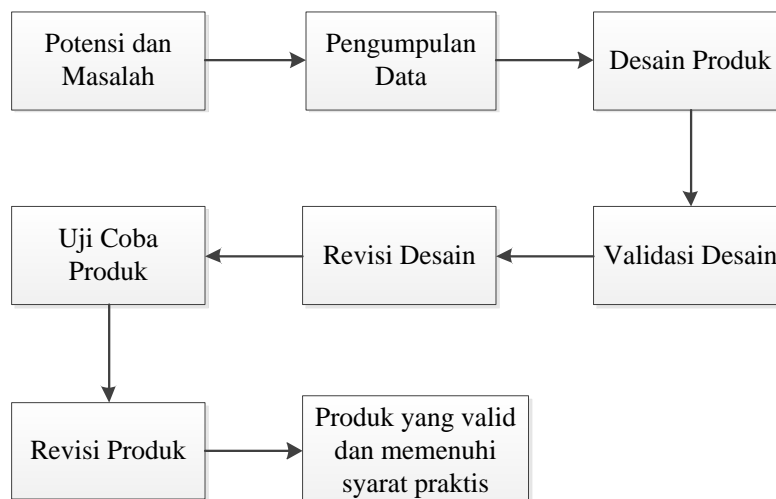 Potensi dan
Masalah
Pengumpulan
Data
Desain Produk
Validasi Desain
Revisi Desain
Uji Coba
Produk
Revisi Produk
Produk yang valid
dan memenuhi
syarat praktis